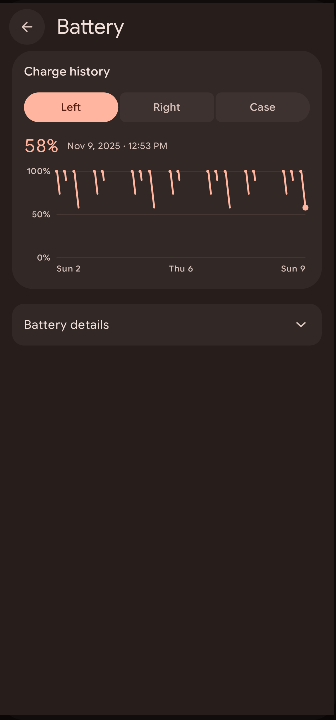 Battery
Charge history
Left Right Case
58% Nov 9, 2025 · 12:53 PM
100%
50%
0%
Sun 2 Thu 6 Sun 9
Battery details